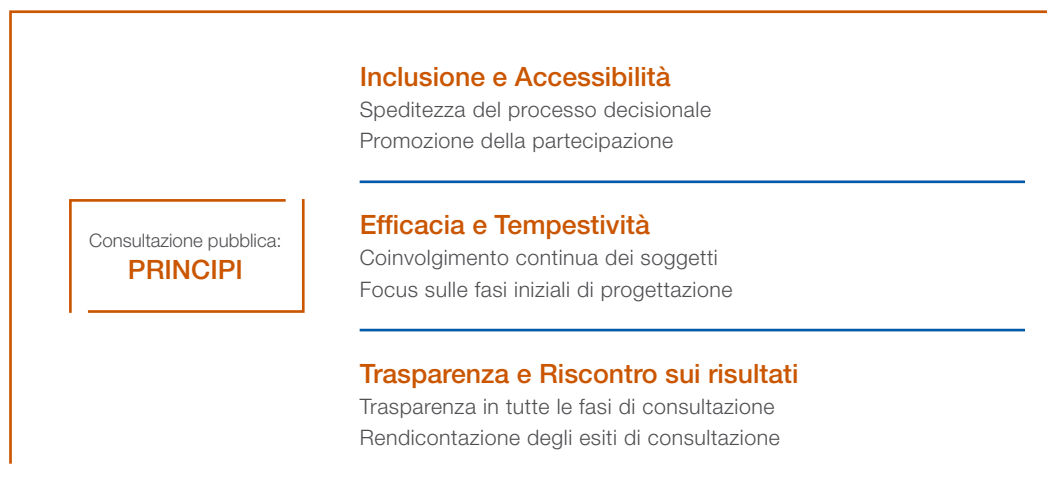 Consultazione pubblica:
PRINCIPI
Inclusione e Accessibilità
Speditezza del processo decisionale
Promozione della partecipazione
Efficacia e Tempestività
Coinvolgimento continua dei soggetti
Focus sulle fasi iniziali di progettazione
Trasparenza e Riscontro sui risultati
Trasparenza in tutte le fasi di consultazione
Rendicontazione degli esiti di consultazione